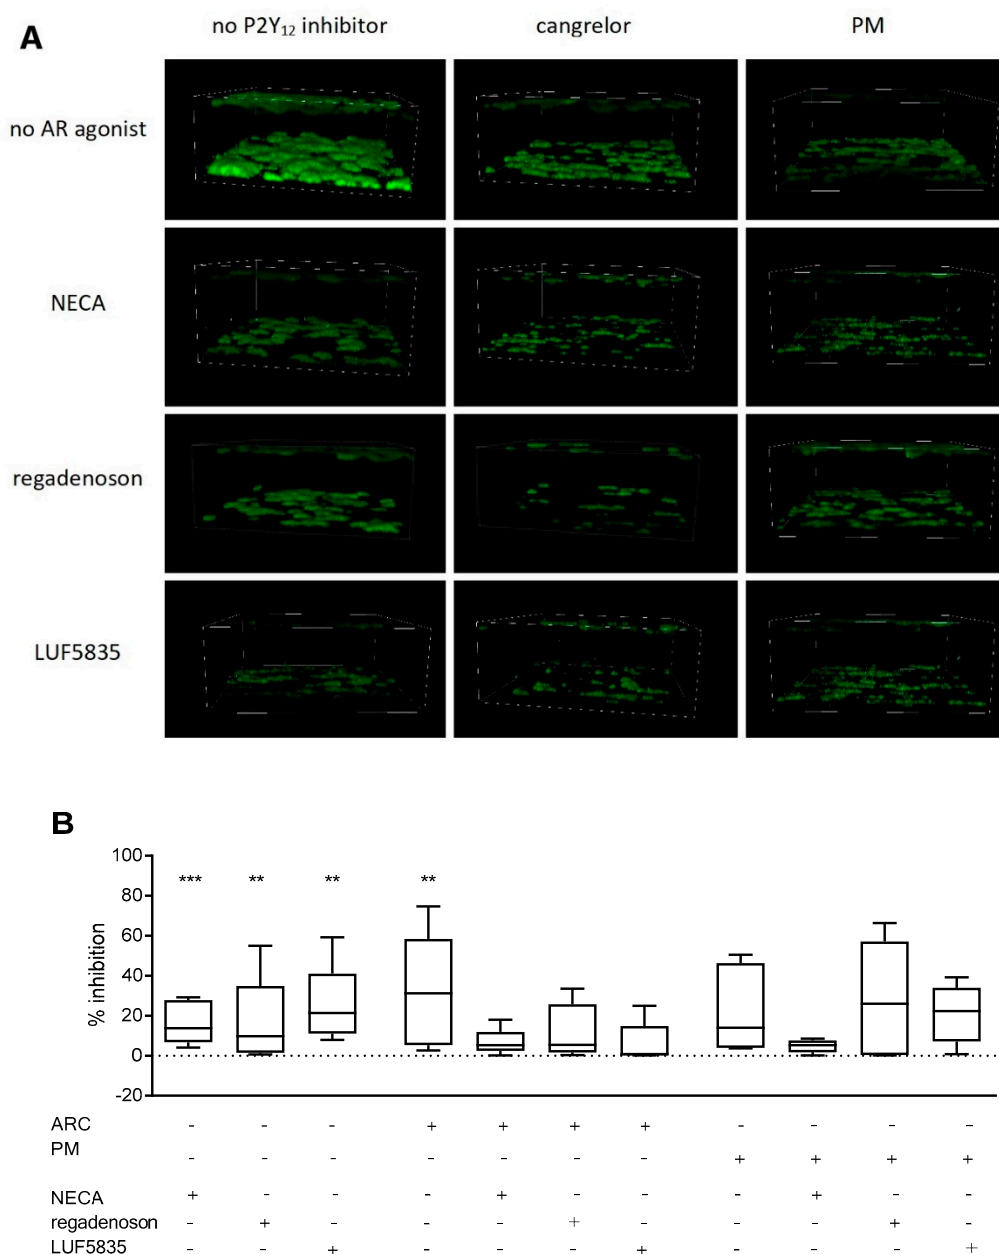 A
no P2Y12 inhibitor cangrelor PM
no AR agonist
NECA
regadenoson
LUF5835
B
% inhibition
100
80
60
40
20
0
-20
*** ** ** **
ARC - - - + + + + - - - -
PM - - - - - - - + + + +
NECA + - - - + - - - + - -
regadenoson - + - - - + - - - + -
LUF5835 - - + - - - + - - - +